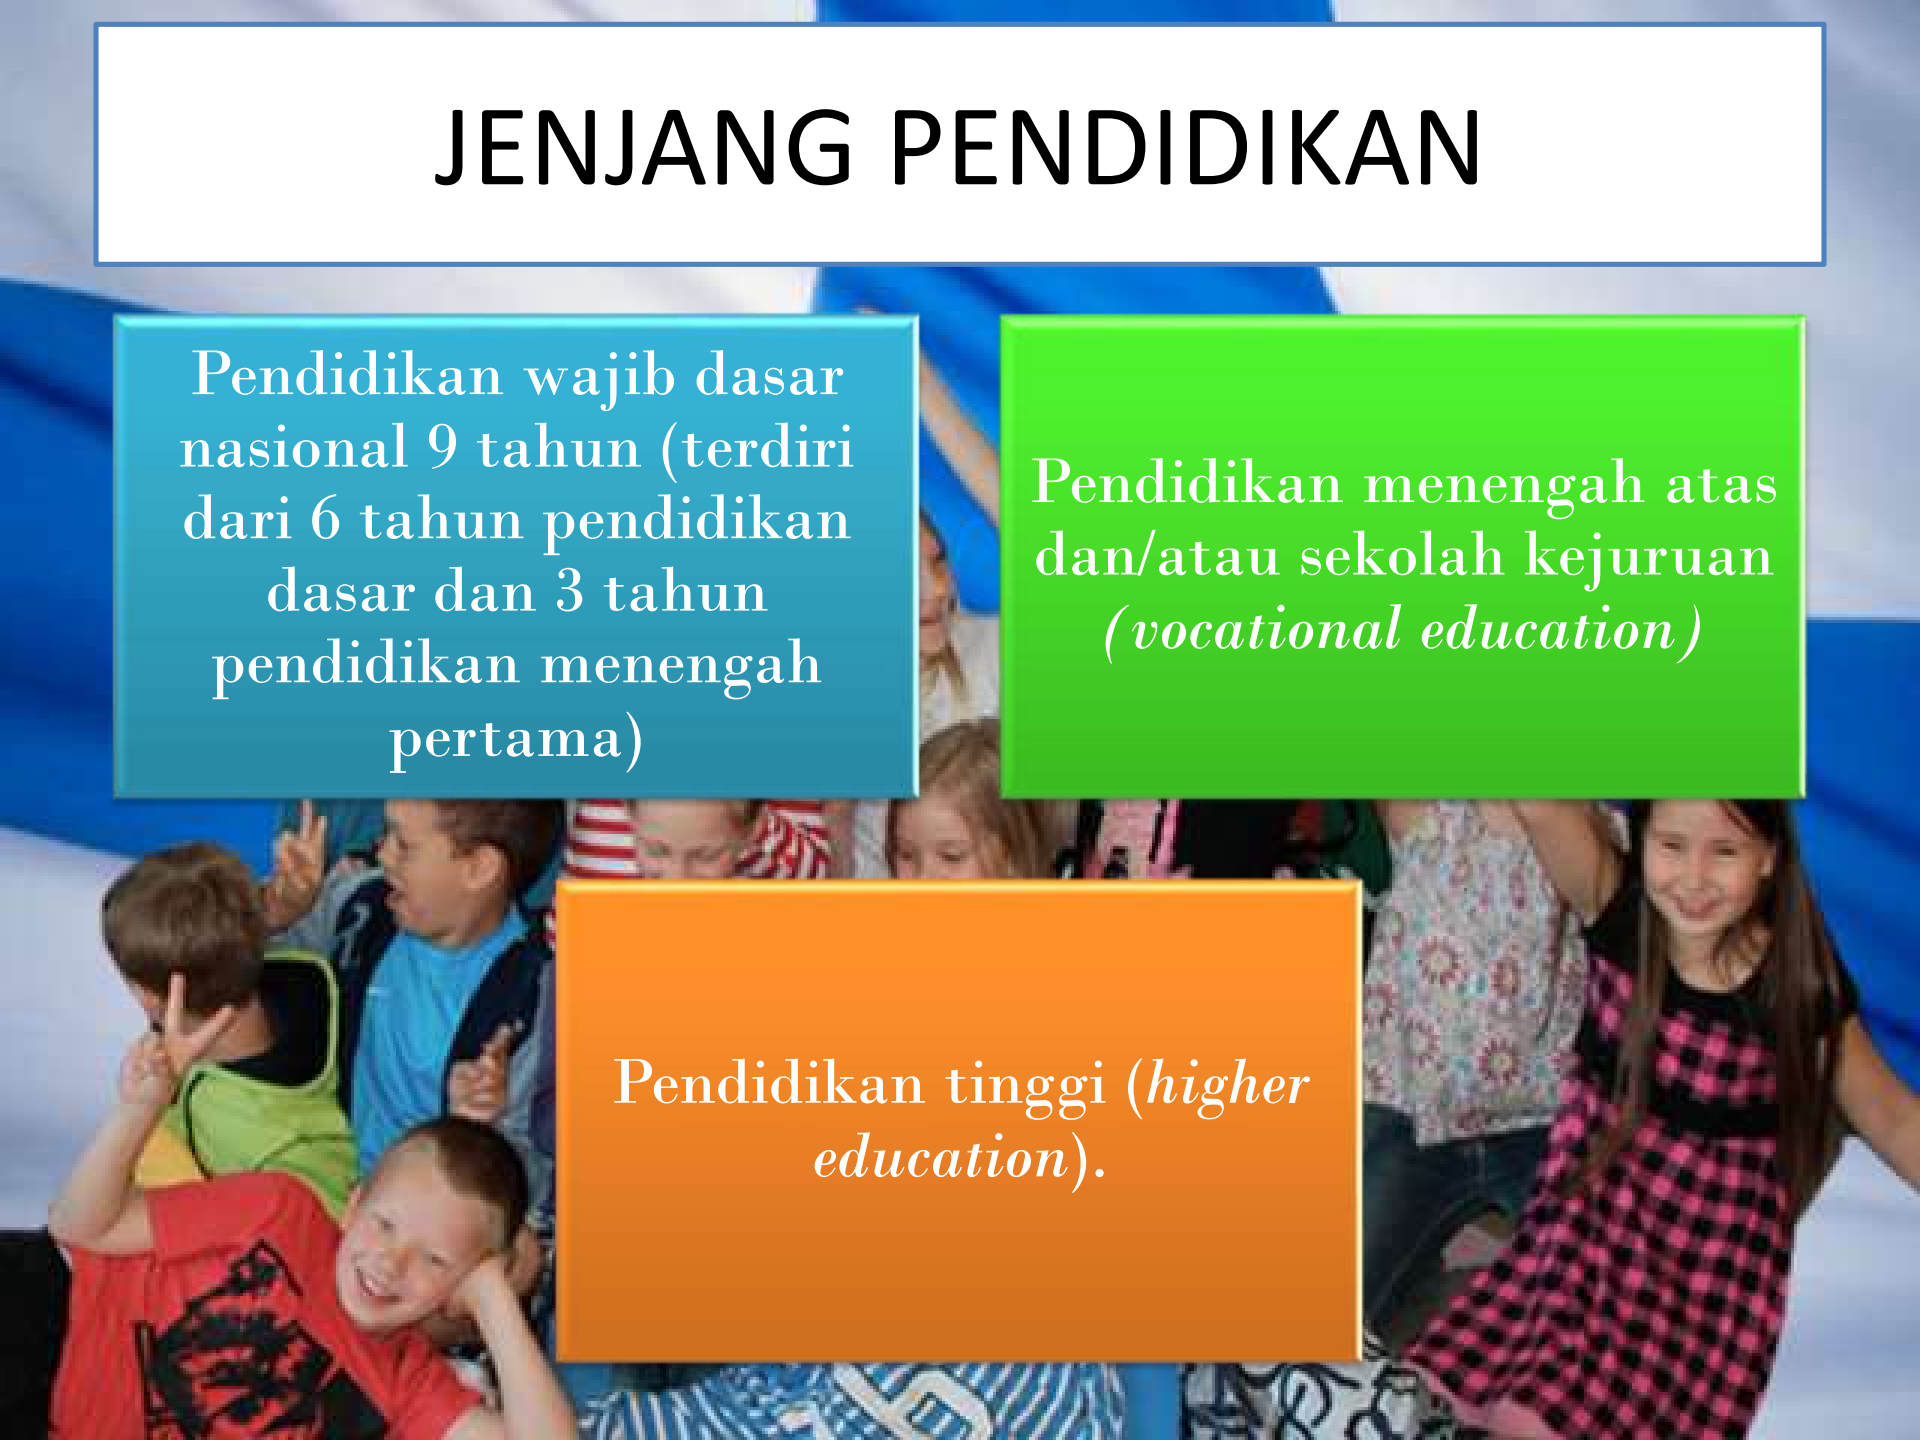 JENJANG PENDIDIKAN
Pendidikan wajib dasar
nasional 9 tahun (terdiri
dari 6 tahun pendidikan
dasar dan 3 tahun
pendidikan menengah
pertama)
Pendidikan menengah atas
dan/atau sekolah kejuruan
(vocational education)
Pendidikan tinggi (higher
education).